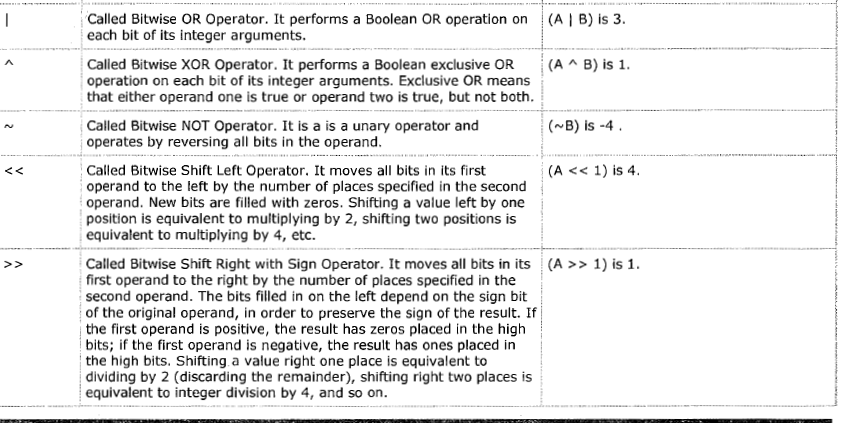 | Called Bitwise OR Operator. It performs a Boolean OR operation on (A | B) is 3.
each bit of its integer arguments.
^ Called Bitwise XOR Operator. It performs a Boolean exclusive OR (A ^ B) is 1.
operation on each bit of its integer arguments. Exclusive OR means
that either operand one is true or operand two is true, but not both.
~ Called Bitwise NOT Operator. It is a is a unary operator and (~B) is -4 .
operates by reversing all bits in the operand.
<< Called Bitwise Shift Left Operator. It moves all bits in its first (A << 1) is 4.
operand to the left by the number of places specified in the second
operand. New bits are filled with zeros. Shifting a value left by one
position is equivalent to multiplying by 2, shifting two positions is
equivalent to multiplying by 4, etc.
>> Called Bitwise Shift Right with Sign Operator. It moves all bits in its (A >> 1) is 1.
first operand to the right by the number of places specified in the
second operand. The bits filled in on the left depend on the sign bit
of the original operand, in order to preserve the sign of the result. If
the first operand is positive, the result has zeros placed in the high
bits; if the first operand is negative, the result has ones placed in
the high bits. Shifting a value right one place is equivalent to
dividing by 2 (discarding the remainder), shifting right two places is
equivalent to integer division by 4, and so on.